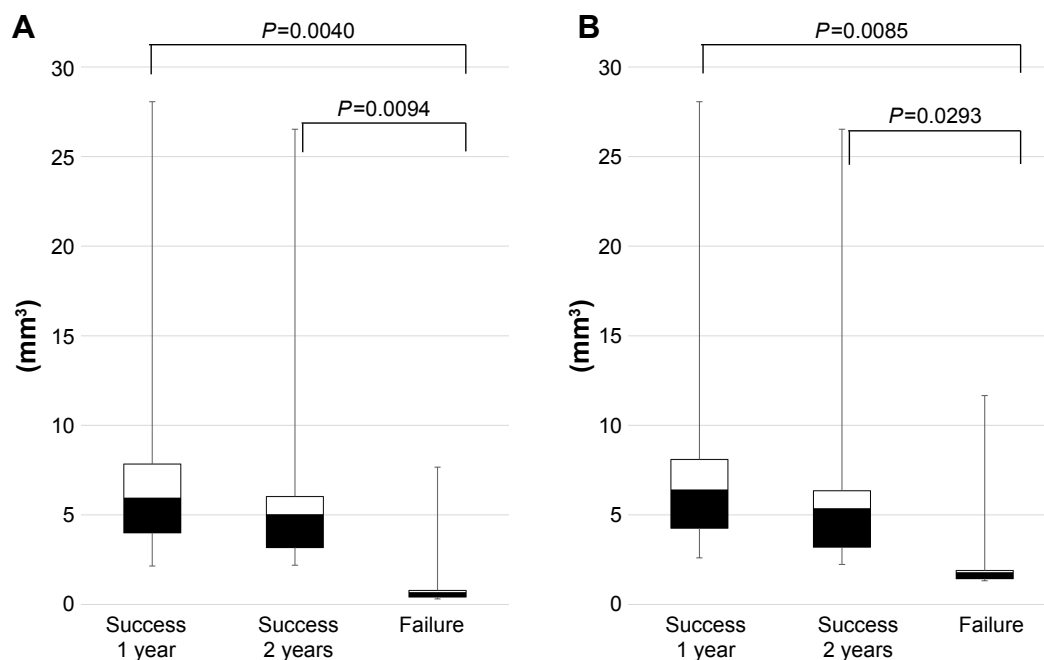 A
P=0.0040
P=0.0094
30
25
20
15
10
5
0
(mm³)
Success
1 year
Success
2 years
Failure
B
P=0.0085
P=0.0293
30
25
20
15
10
5
0
(mm³)
Success
1 year
Success
2 years
Failure